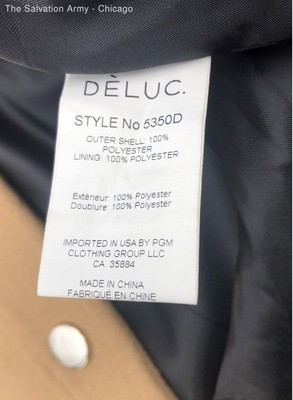 The Salvation Army - Chicago
DÈLUC.
STYLE No 5350D
OUTER SHELL: 100%
POLYESTER
LINING: 100% POLYESTER
Extérieur: 100% Polyester
Doublure: 100% Polyester
IMPORTED IN USA BY PGM
CLOTHING GROUP LLC
CA 35884
MADE IN CHINA
FABRIQUÉ EN CHINE